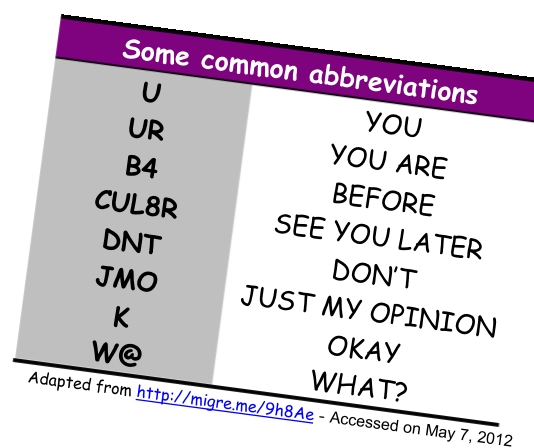 Some common abbreviations
U YOU
UR YOU ARE
B4 BEFORE
CUL8R SEE YOU LATER
DNT DON'T
JMO JUST MY OPINION
K OKAY
W@ WHAT?
Adapted from http://migre.me/9h8Ae - Accessed on May 7, 2012